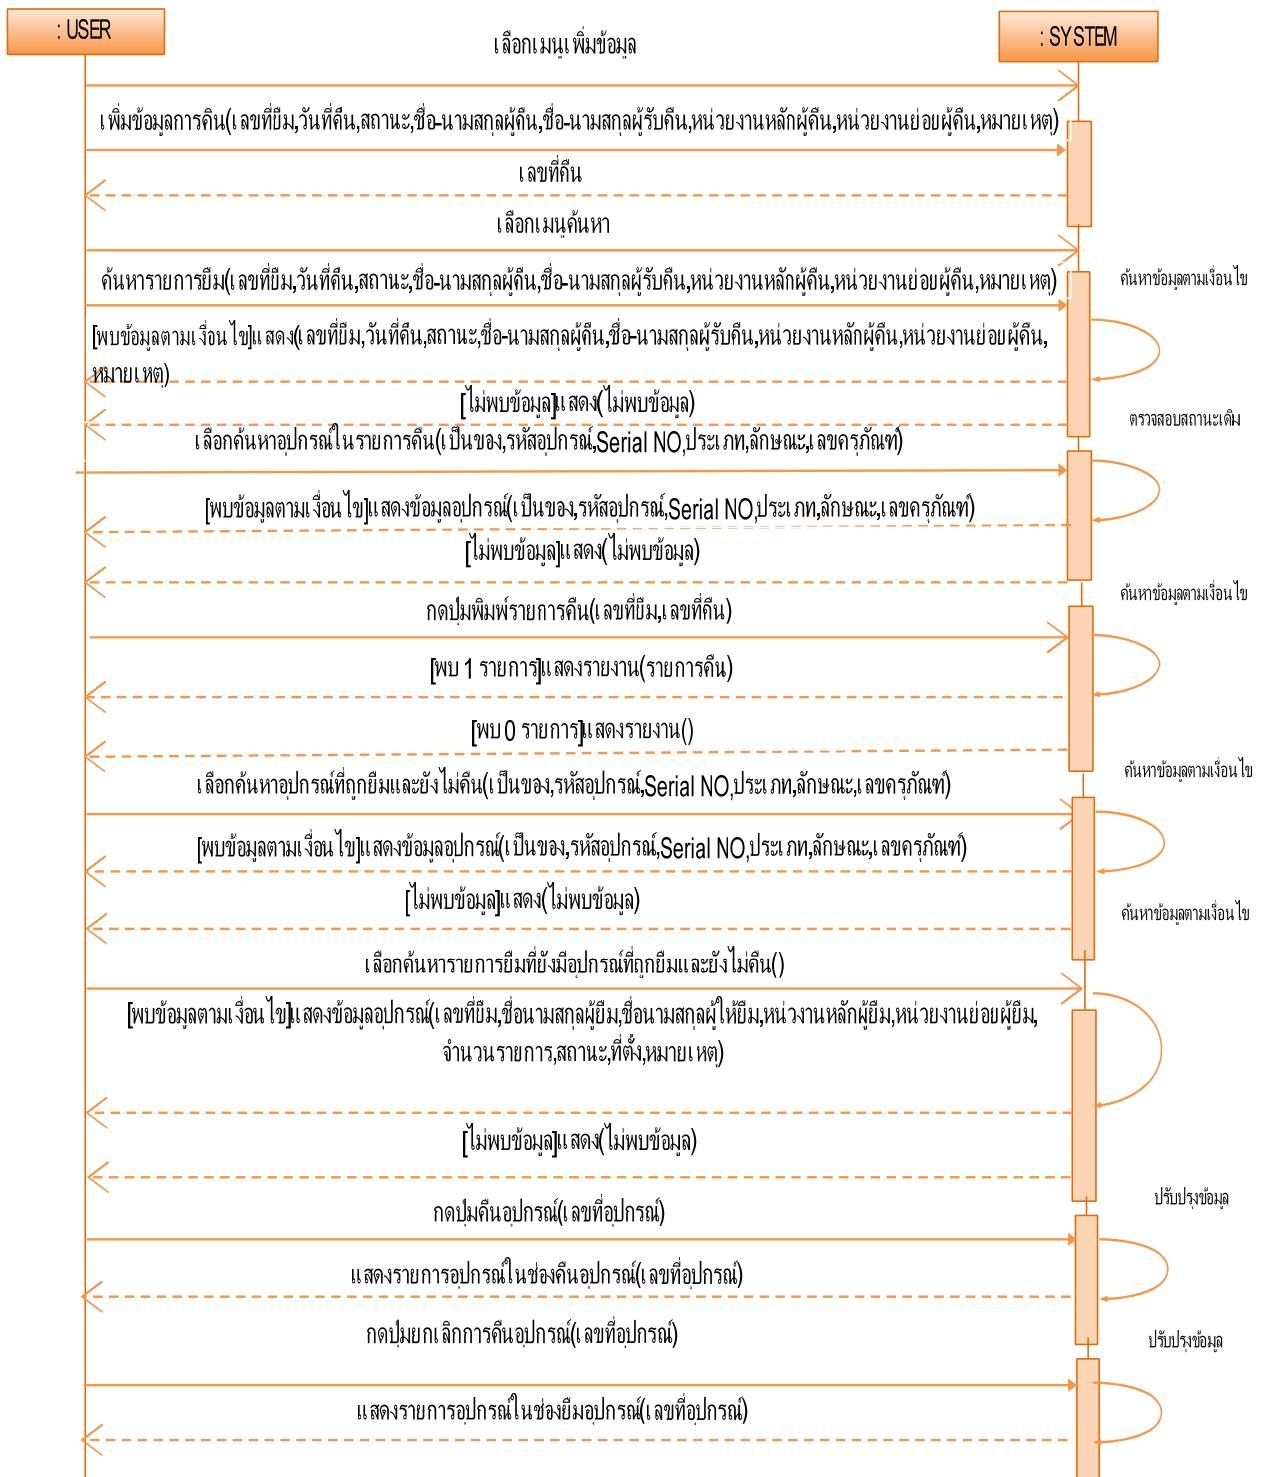 : USER
: SYSTEM
เลือกเมนูเพิ่มข้อมูล
เพิ่มข้อมูลการคืน(เลขที่ยืม,วันที่คืน,สถานะ,ชื่อ-นามสกุลผู้คืน,ชื่อ-นามสกุลผู้รับคืน,หน่วยงานหลักผู้คืน,หน่วยงานย่อยผู้คืน,หมายเหตุ)
เลขที่คืน
เลือกเมนูค้นหา
ค้นหารายการยืม(เลขที่ยืม,วันที่คืน,สถานะ,ชื่อ-นามสกุลผู้คืน,ชื่อ-นามสกุลผู้รับคืน,หน่วยงานหลักผู้คืน,หน่วยงานย่อยผู้คืน,หมายเหตุ)
ค้นหาข้อมูลตามเงื่อนไข
[พบข้อมูลตามเงื่อนไข]แสดง(เลขที่ยืม,วันที่คืน,สถานะ,ชื่อ-นามสกุลผู้คืน,ชื่อ-นามสกุลผู้รับคืน,หน่วยงานหลักผู้คืน,หน่วยงานย่อยผู้คืน,
หมายเหตุ)
[ไม่พบข้อมูล]แสดง(ไม่พบข้อมูล)
ตรวจสอบสถานะเดิม
เลือกค้นหาอุปกรณ์ในรายการคืน(เป็นของ,รหัสอุปกรณ์,Serial NO,ประเภท,ลักษณะ,เลขครุภัณฑ์)
[พบข้อมูลตามเงื่อนไข]แสดงข้อมูลอุปกรณ์(เป็นของ,รหัสอุปกรณ์,Serial NO,ประเภท,ลักษณะ,เลขครุภัณฑ์)
[ไม่พบข้อมูล]แสดง(ไม่พบข้อมูล)
ค้นหาข้อมูลตามเงื่อนไข
กดปุ่มพิมพ์รายการคืน(เลขที่ยืม,เลขที่คืน)
[พบ 1 รายการ]แสดงรายงาน(รายการคืน)
[พบ 0 รายการ]แสดงรายงาน()
ค้นหาข้อมูลตามเงื่อนไข
เลือกค้นหาอุปกรณ์ที่ถูกยืมและยังไม่คืน(เป็นของ,รหัสอุปกรณ์,Serial NO,ประเภท,ลักษณะ,เลขครุภัณฑ์)
[พบข้อมูลตามเงื่อนไข]แสดงข้อมูลอุปกรณ์(เป็นของ,รหัสอุปกรณ์,Serial NO,ประเภท,ลักษณะ,เลขครุภัณฑ์)
[ไม่พบข้อมูล]แสดง(ไม่พบข้อมูล)
ค้นหาข้อมูลตามเงื่อนไข
เลือกค้นหารายการยืมที่ยังมีอุปกรณ์ที่ถูกยืมและยังไม่คืน()
[พบข้อมูลตามเงื่อนไข]แสดงข้อมูลอุปกรณ์(เลขที่ยืม,ชื่อนามสกุลผู้ยืม,ชื่อนามสกุลผู้ให้ยืม,หน่วงานหลักผู้ยืม,หน่วยงานย่อยผู้ยืม,
จำนวนรายการ,สถานะ,ที่ตั้ง,หมายเหตุ)
[ไม่พบข้อมูล]แสดง(ไม่พบข้อมูล)
ปรับปรุงข้อมูล
กดปุ่มคืนอุปกรณ์(เลขที่อุปกรณ์)
แสดงรายการอุปกรณ์ในช่องคืนอุปกรณ์(เลขที่อุปกรณ์)
กดปุ่มยกเลิกการคืนอุปกรณ์(เลขที่อุปกรณ์)
ปรับปรุงข้อมูล
แสดงรายการอุปกรณ์ในช่องยืมอุปกรณ์(เลขที่อุปกรณ์)